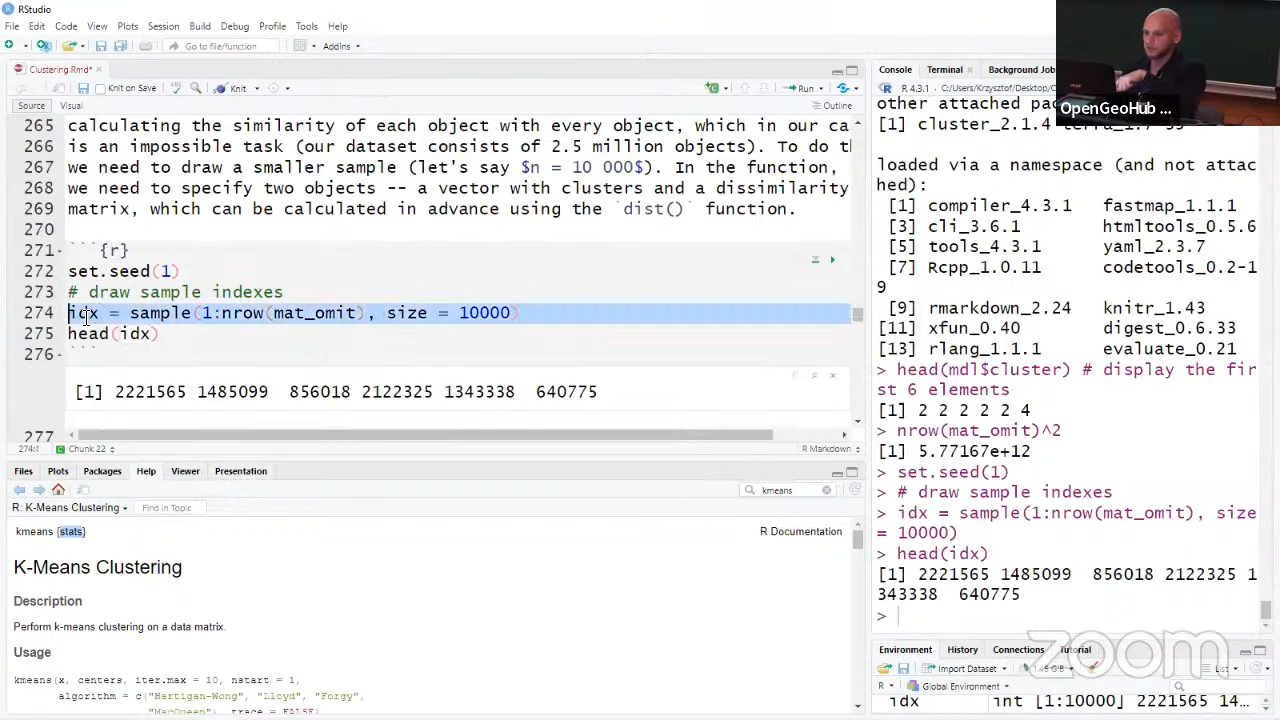 RStudio
File Edit Code View Plots Session Build Debug Profile Tools Help
Go to file/function Addins
Clustering.Rmd*
Knit on Save Knit Run
Source Visual Outline
265 calculating the similarity of each object with every object, which in our ca
266 is an impossible task (our dataset consists of 2.5 million objects). To do th
267 we need to draw a smaller sample (let's say $n = 10 000$). In the function,
268 we need to specify two objects -- a vector with clusters and a dissimilarity
269 matrix, which can be calculated in advance using the `dist()` function.
270
271 ```{r}
272 set.seed(1)
273 # draw sample indexes
274 idx = sample(1:nrow(mat_omit), size = 10000)
275 head(idx)
276 ```
[1] 2221565 1485099 856018 2122325 1343338 640775
277
274:1 Chunk 22 R Markdown
Files Plots Packages Help Viewer Presentation
kmeans
R: K-Means Clustering Find in Topic
kmeans {stats} R Documentation
K-Means Clustering
Description
Perform k-means clustering on a data matrix.
Usage
kmeans(x, centers, iter.max = 10, nstart = 1,
algorithm = c("Hartigan-Wong", "Lloyd", "Forgy",
"MacQueen"), trace = FALSE)
Console Terminal Background Job
R 4.3.1 · C:/Users/Krzysztof/Desktop/
OpenGeoHub ...
other attached pa
[1] cluster_2.1.4
loaded via a namespace (and not attac
hed):
[1] compiler_4.3.1 fastmap_1.1.1
[3] cli_3.6.1 htmltools_0.5.6
[5] tools_4.3.1 yaml_2.3.7
[7] Rcpp_1.0.11 codetools_0.2-1
9
[9] rmarkdown_2.24 knitr_1.43
[11] xfun_0.40 digest_0.6.33
[13] rlang_1.1.1 evaluate_0.21
> head(mdl$cluster) # display the fir
st 6 elements
[1] 2 2 2 2 2 4
> nrow(mat_omit)^2
[1] 5.77167e+12
> set.seed(1)
> # draw sample indexes
> idx = sample(1:nrow(mat_omit), size
= 10000)
> head(idx)
[1] 2221565 1485099 856018 2122325 1
343338 640775
>
zoom
Environment History Connections Tutorial
Import Dataset List
R Global Environment
idx int [1:10000] 2221565 14...